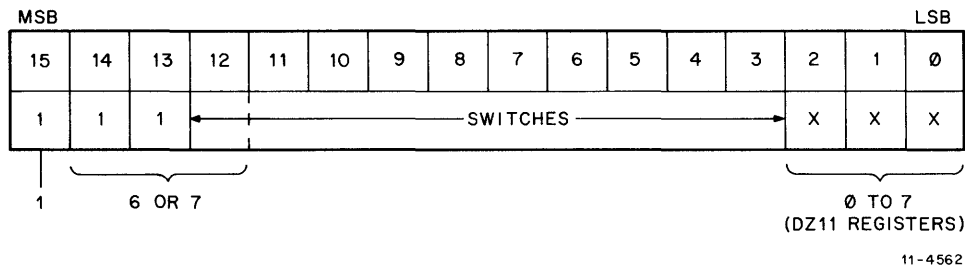 MSB LSB
15 14 13 12 11 10 9 8 7 6 5 4 3 2 1 Ø
1 1 1 SWITCHES X X X
1 6 OR 7 Ø TO 7
(DZ11 REGISTERS)
11-4562